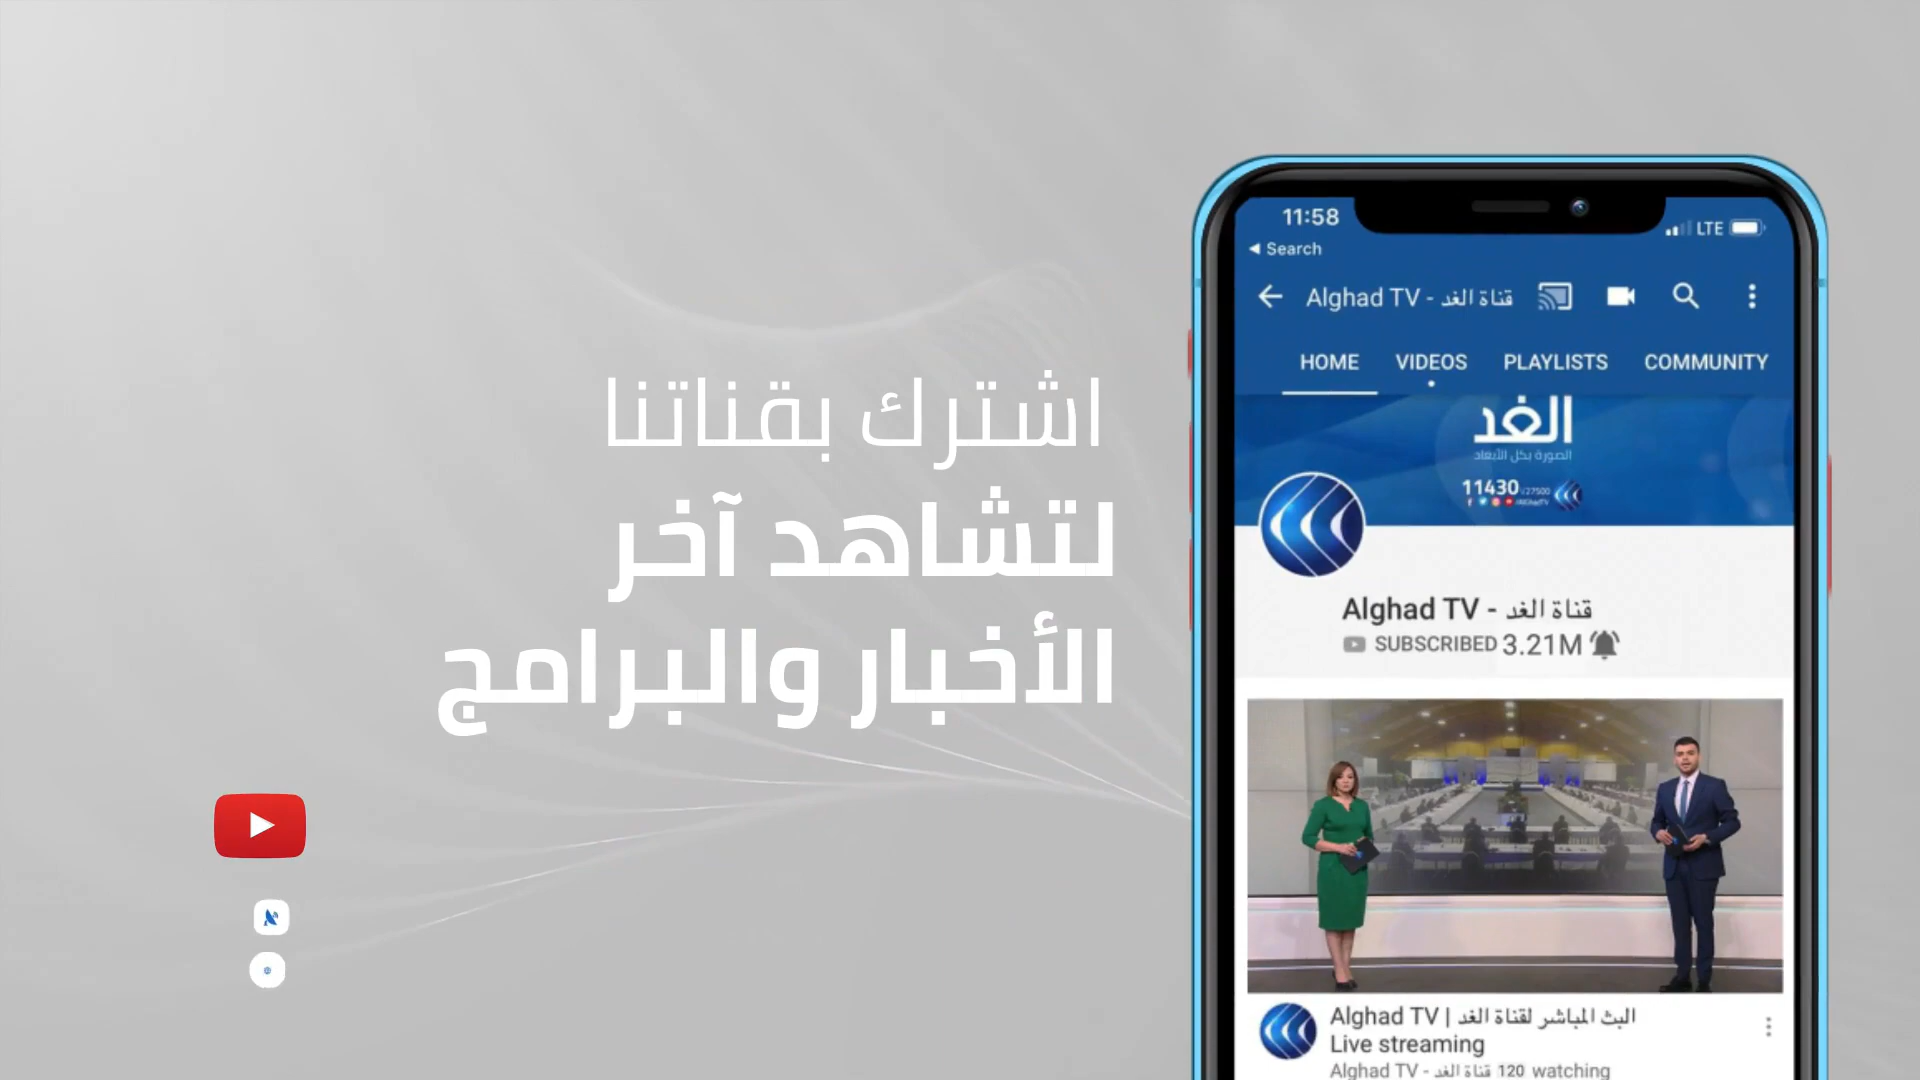 اشترك بقناتنا
لتشاهد آخر
الأخبار والبرامج
11:58
LTE
◀ Search
Alghad TV - قناة الغد
HOME VIDEOS PLAYLISTS COMMUNITY
الغد
الصورة بكل الأبعاد
11430 V27500
Alghad TV - قناة الغد
SUBSCRIBED 3.21M
Alghad TV | البث المباشر لقناة الغد
Live streaming
Alghad TV - قناة الغد 120 watching